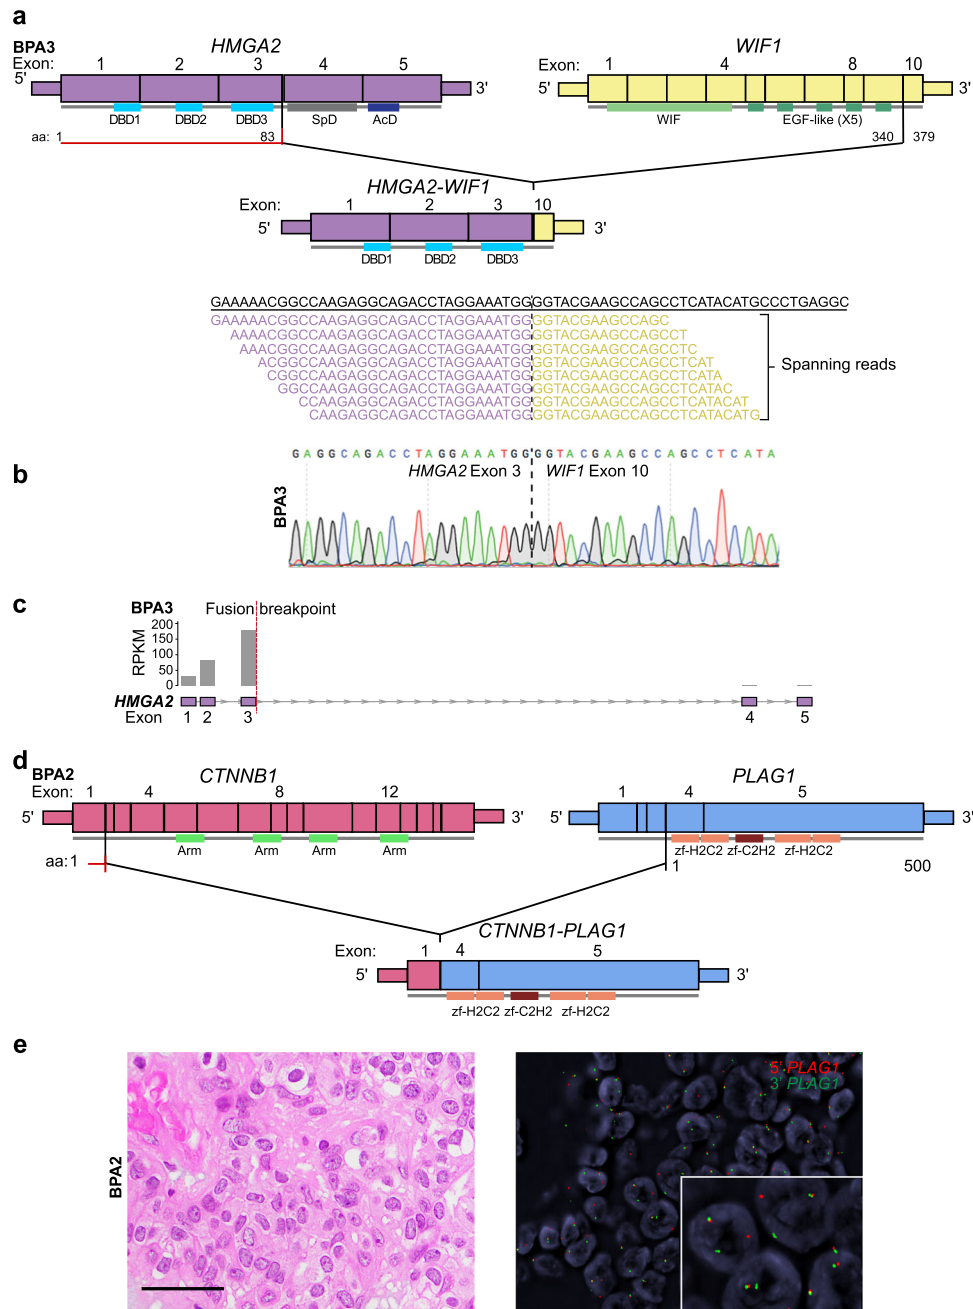 a
BPA3
HMGA2
WIF1
Exon: 1 2 3 4 5
Exon: 1 4 8 10
5' 3' 5' 3'
DBD1 DBD2 DBD3 SpD AcD
WIF EGF-like (X5)
aa: 1 83
340 379
HMGA2-WIF1
Exon: 1 2 3 10
5' 3'
DBD1 DBD2 DBD3
GAAAAACGGCCAAGAGGCAGACCTAGGAAATGGGGTACGAAGCCAGCCTCATACATGCCCTGAGGC
GAAAAACGGCCAAGAGGCAGACCTAGGAAATGGGGTACGAAGCCAGC
AAAACGGCCAAGAGGCAGACCTAGGAAATGGGGTACGAAGCCAGCCT
AAACGGCCAAGAGGCAGACCTAGGAAATGGGGTACGAAGCCAGCCTC
ACGGCCAAGAGGCAGACCTAGGAAATGGGGTACGAAGCCAGCCTCAT
CGGCCAAGAGGCAGACCTAGGAAATGGGGTACGAAGCCAGCCTCATA
GGCCAAGAGGCAGACCTAGGAAATGGGGTACGAAGCCAGCCTCATAC
CCAAGAGGCAGACCTAGGAAATGGGGTACGAAGCCAGCCTCATACAT
CAAGAGGCAGACCTAGGAAATGGGGTACGAAGCCAGCCTCATACATG
Spanning reads
b
GAGGCAGACCTAGGAAATGGGGTACGAAGCCAGCCTCATA
HMGA2 Exon 3 WIF1 Exon 10
BPA3
c
BPA3 Fusion breakpoint
RPKM
200
150
100
50
0
HMGA2
Exon 1 2 3 4 5
d
BPA2
CTNNB1
PLAG1
Exon: 1 4 8 12
1 4 5
5' 3' 5' 3'
Arm Arm Arm Arm
zf-H2C2 zf-C2H2 zf-H2C2
aa: 1
1 500
CTNNB1-PLAG1
Exon: 1 4 5
5' 3'
zf-H2C2 zf-C2H2 zf-H2C2
e
BPA2
5' PLAG1
3' PLAG1